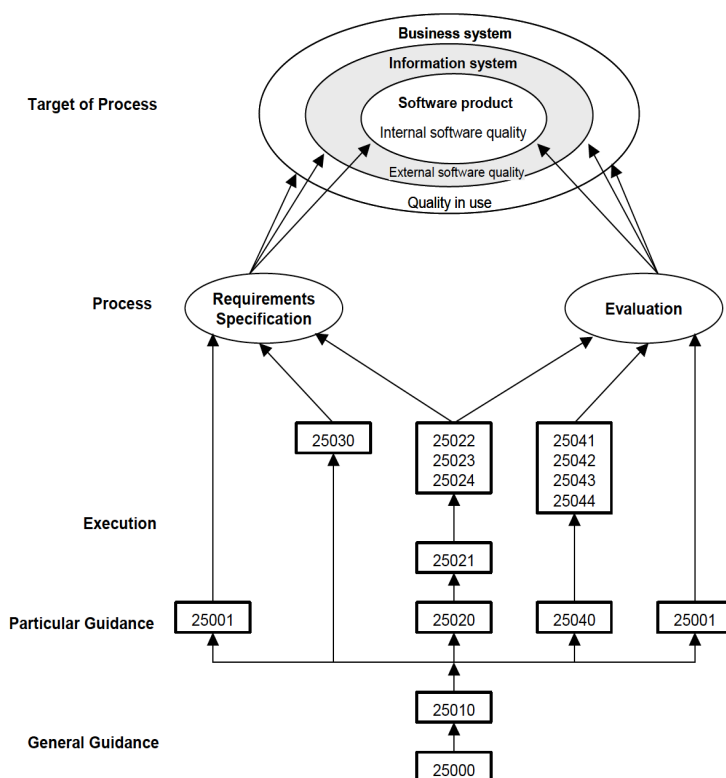 Business system
Information system
Target of Process
Software product
Internal software quality
External software quality
Quality in use
Process
Requirements
Specification
Evaluation
25030
25022
25023
25024
25041
25042
25043
25044
Execution
25021
Particular Guidance
25001
25020
25040
25001
25010
General Guidance
25000